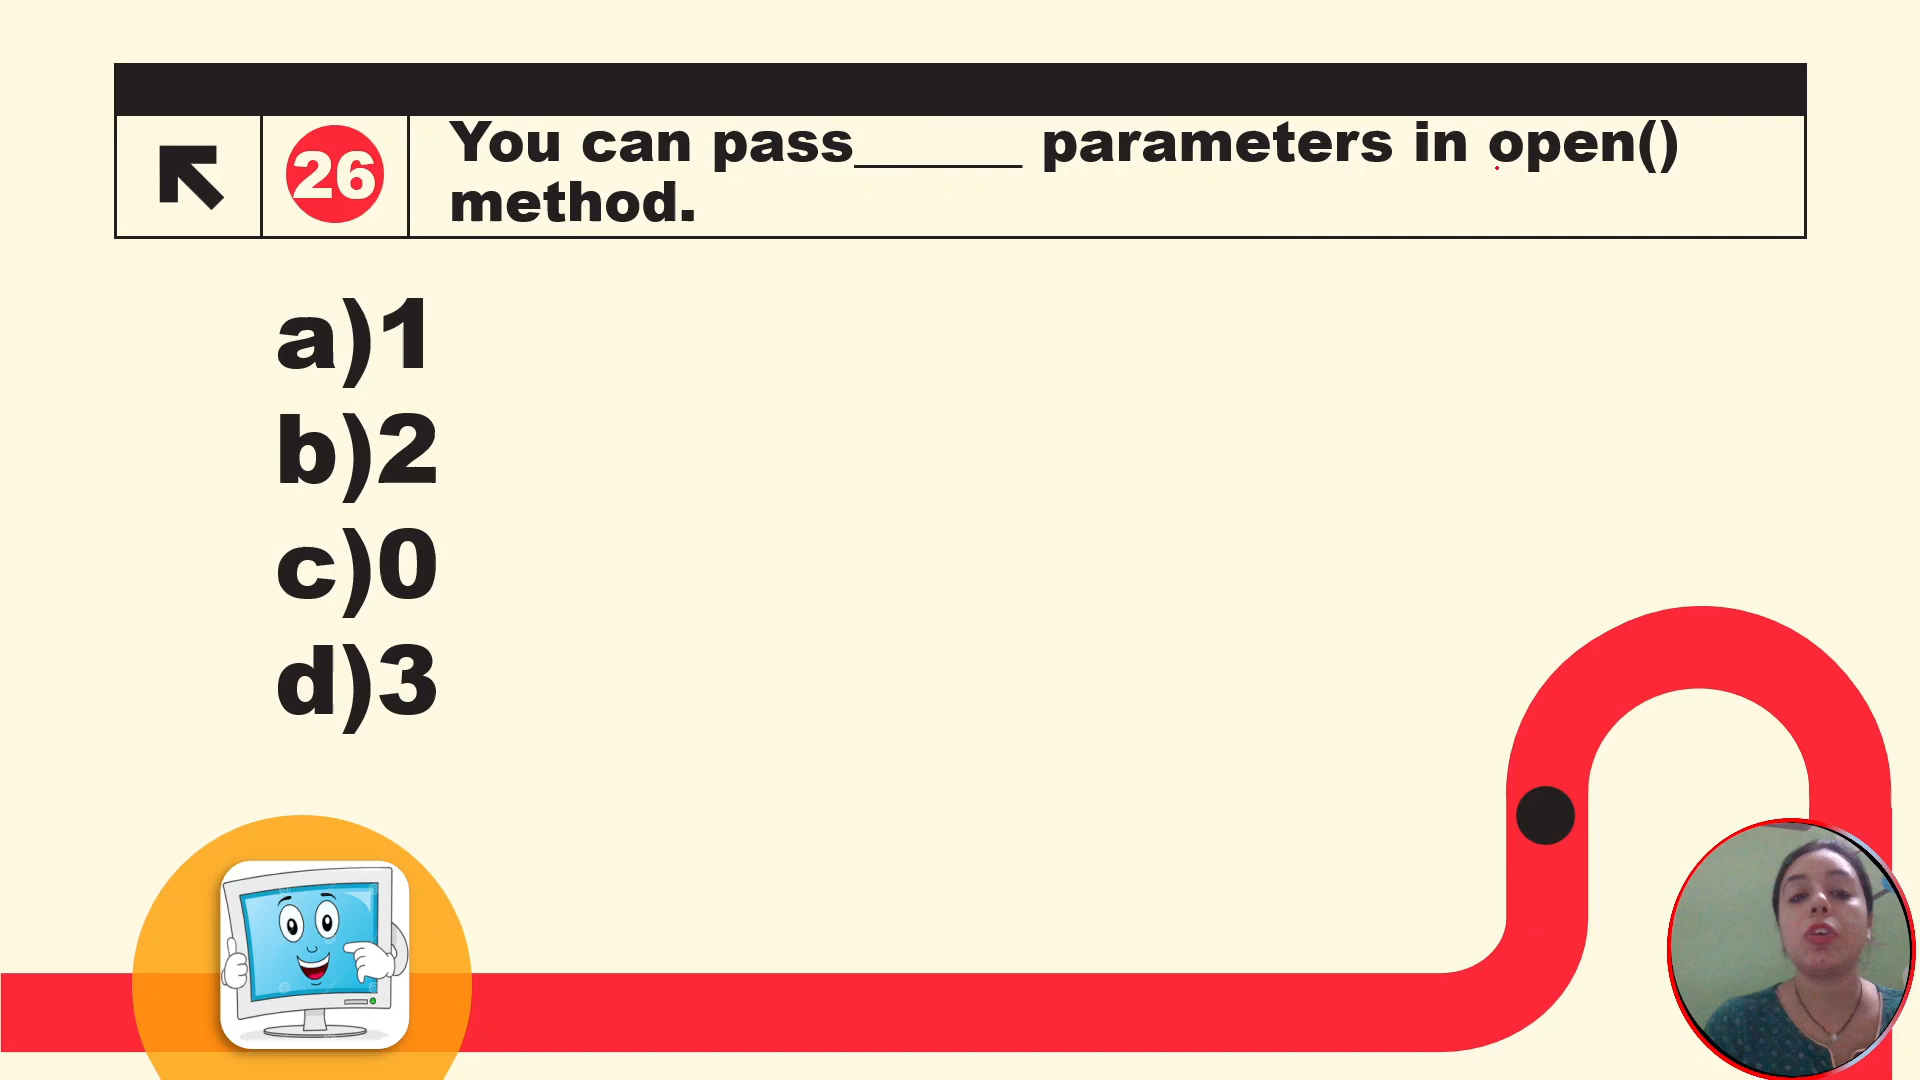 26
You can pass______ parameters in open()
method.
a)1
b)2
c)0
d)3